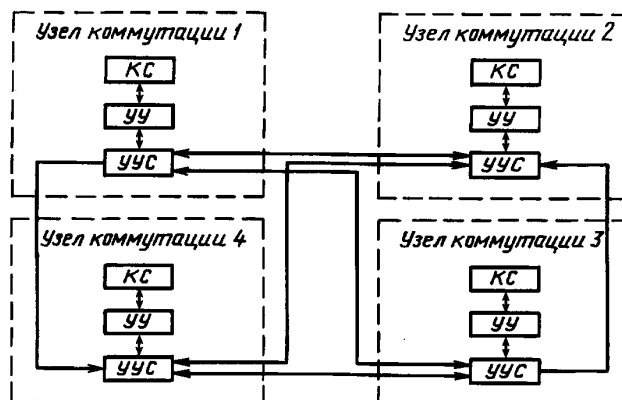 Узел коммутации 1
КС
УУ
УУС
Узел коммутации 2
КС
УУ
УУС
Узел коммутации 4
КС
УУ
УУС
Узел коммутации 3
КС
УУ
УУС